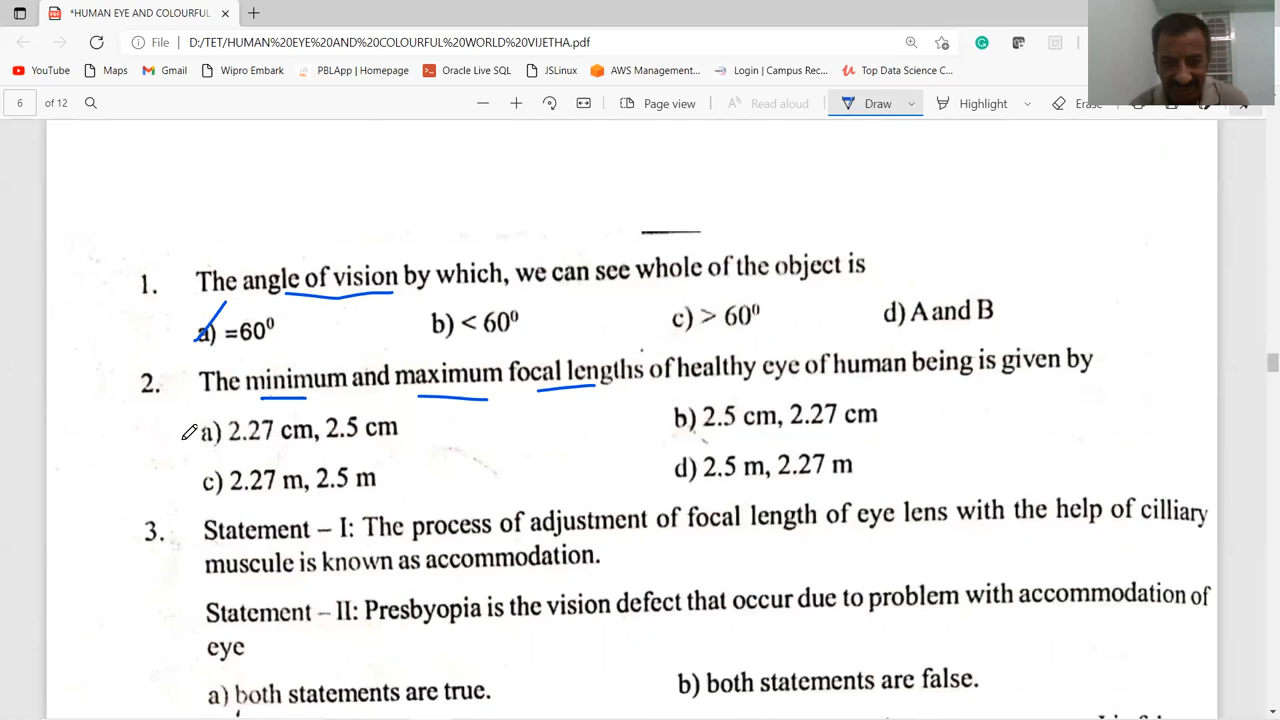 *HUMAN EYE AND COLOURFUL
File D:/TET/HUMAN%20EYE%20AND%20COLOURFUL%20WORLD%20VIJETHA.pdf
YouTube Maps Gmail Wipro Embark PBLApp | Homepage Oracle Live SQL JSLinux AWS Management... Login | Campus Rec... Top Data Science C...
6 of 12 Page view Read aloud Draw Highlight Erase
1. The angle of vision by which, we can see whole of the object is
a) =60⁰ b) < 60⁰ c) > 60⁰ d) A and B
2. The minimum and maximum focal lengths of healthy eye of human being is given by
a) 2.27 cm, 2.5 cm b) 2.5 cm, 2.27 cm
c) 2.27 m, 2.5 m d) 2.5 m, 2.27 m
3. Statement – I: The process of adjustment of focal length of eye lens with the help of cilliary
muscule is known as accommodation.
Statement – II: Presbyopia is the vision defect that occur due to problem with accommodation of
eye
a) both statements are true. b) both statements are false.